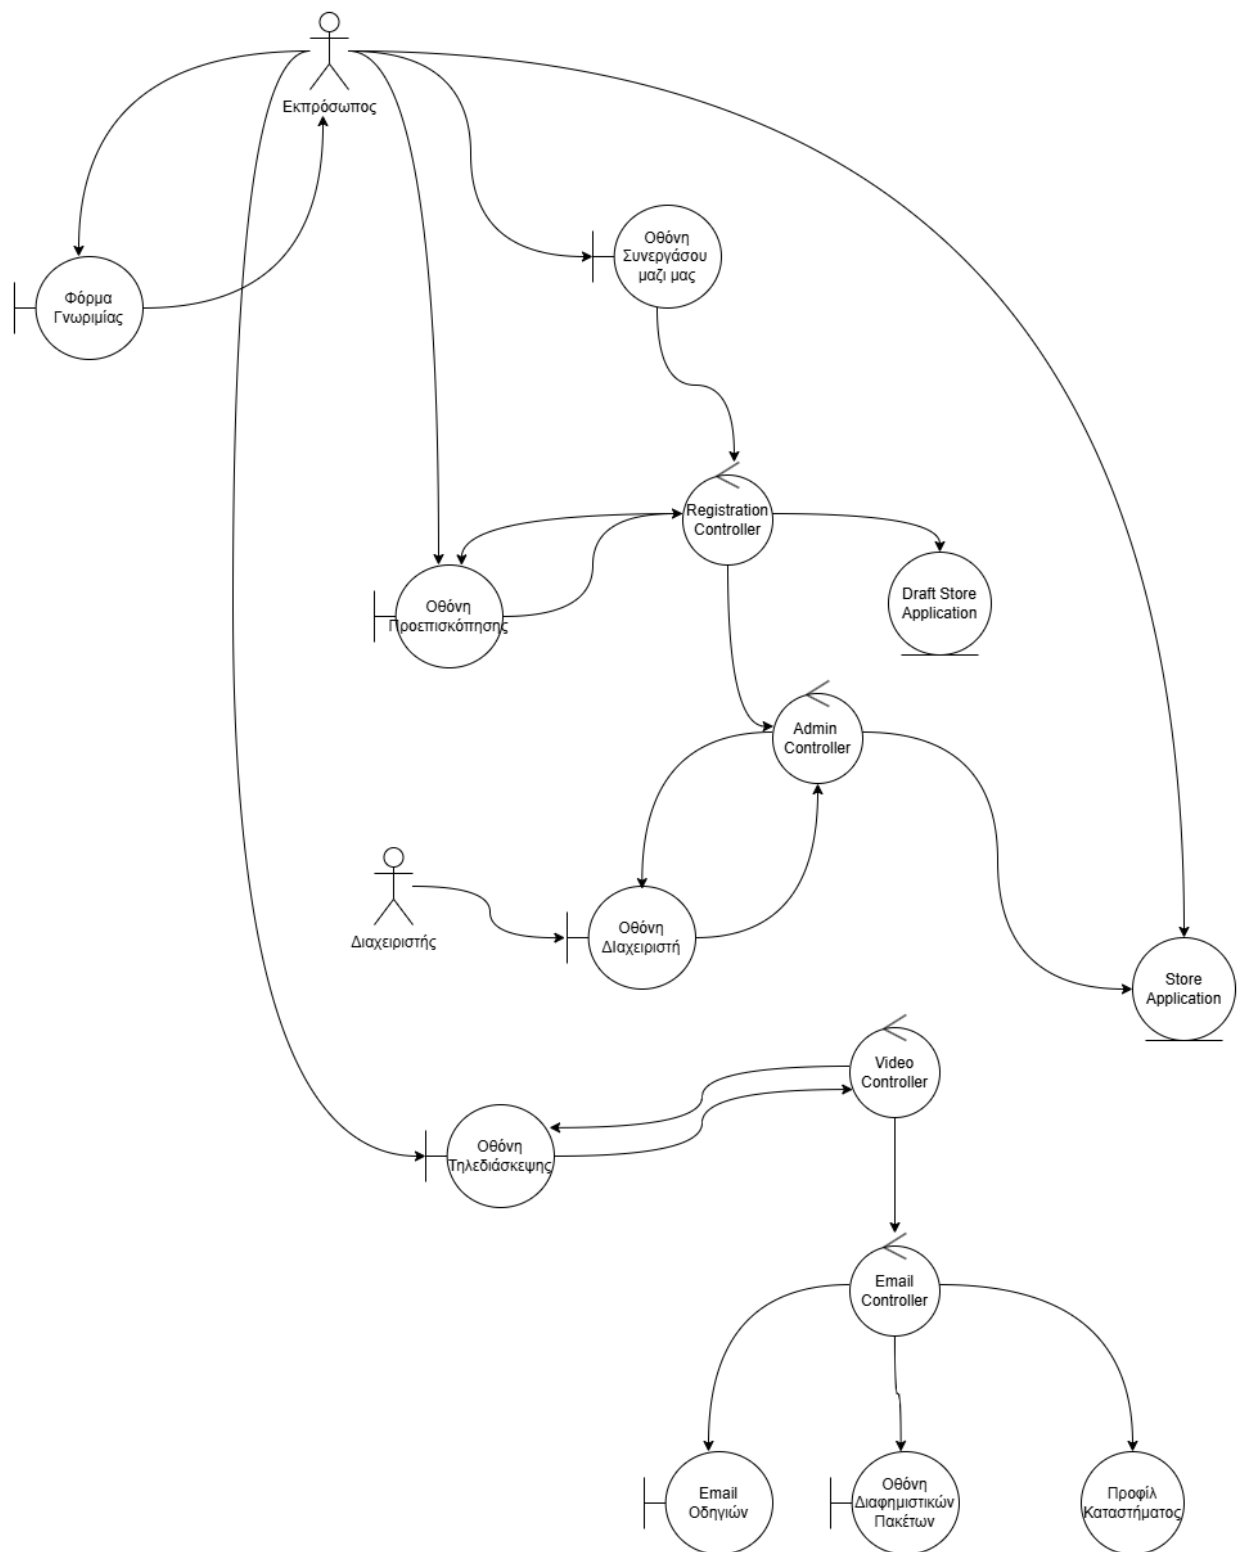 Εκπρόσωπος
Οθόνη
Συνεργάσου
μαζι μας
Φόρμα
Γνωριμίας
Registration
Controller
Draft Store
Application
Οθόνη
Προεπισκόπησης
Admin
Controller
Διαχειριστής
Οθόνη
ΔΙαχειριστή
Store
Application
Video
Controller
Οθόνη
Τηλεδιάσκεψης
Email
Controller
Email
Οδηγιών
Οθόνη
Διαφημιστικών
Πακέτων
Προφίλ
Καταστήματος